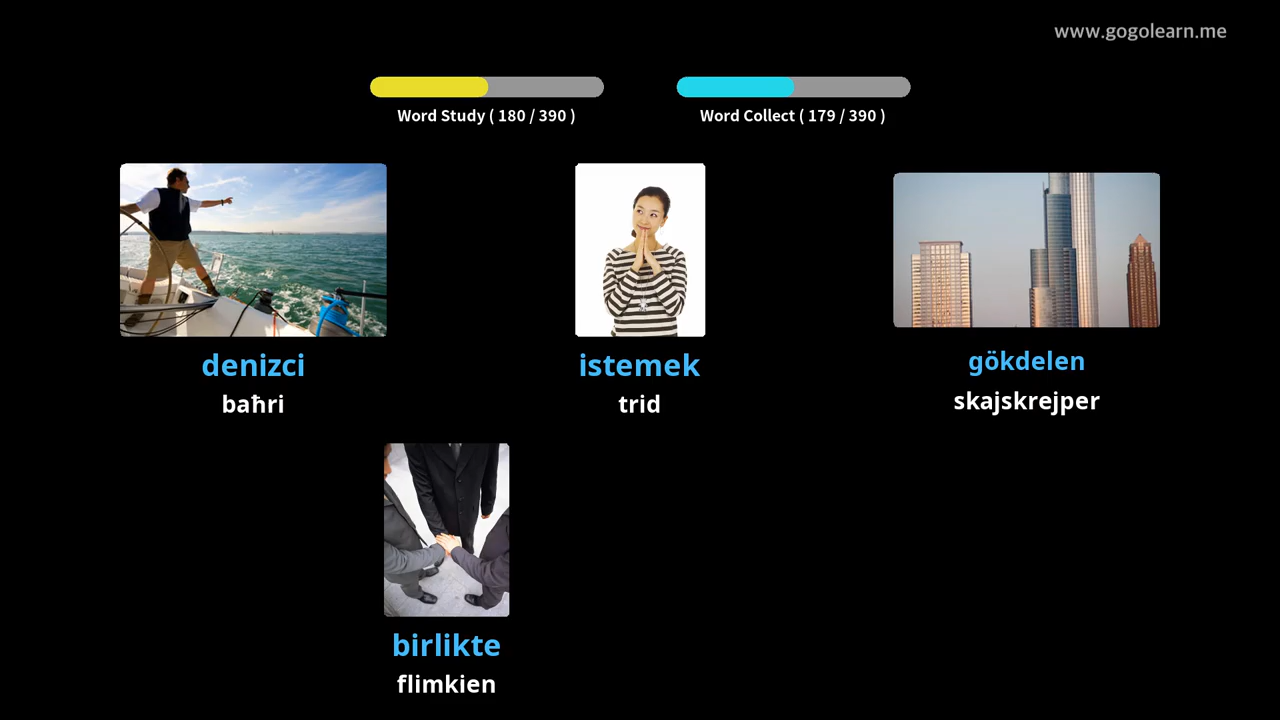 www.gogolearn.me
Word Study ( 180 / 390 )
Word Collect ( 179 / 390 )
denizci
baħri
istemek
trid
gökdelen
skajskrejper
birlikte
flimkien